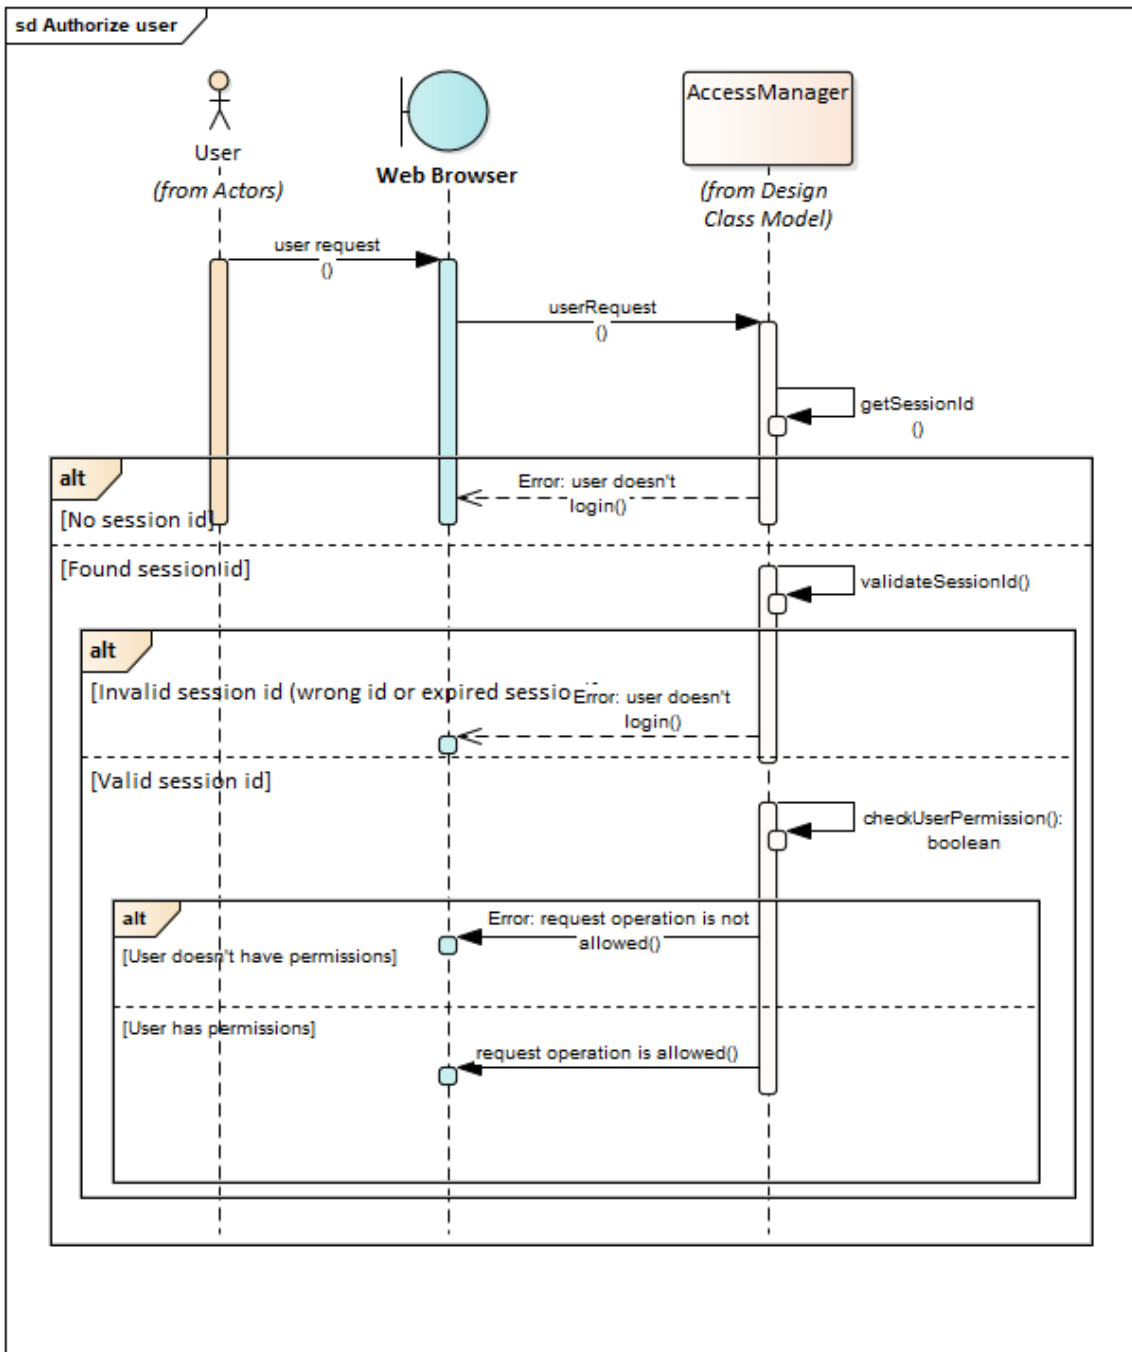 sd Authorize user
User
(from Actors)
Web Browser
AccessManager
(from Design
Class Model)
user request
()
userRequest
()
getSessionId
()
alt
[No session id]
Error: user doesn't
login()
[Found session id]
validateSessionId()
alt
[Invalid session id (wrong id or expired session
Error: user doesn't
login()
[Valid session id]
checkUserPermission():
boolean
alt
[User doesn't have permissions]
Error: request operation is not
allowed()
[User has permissions]
request operation is allowed()